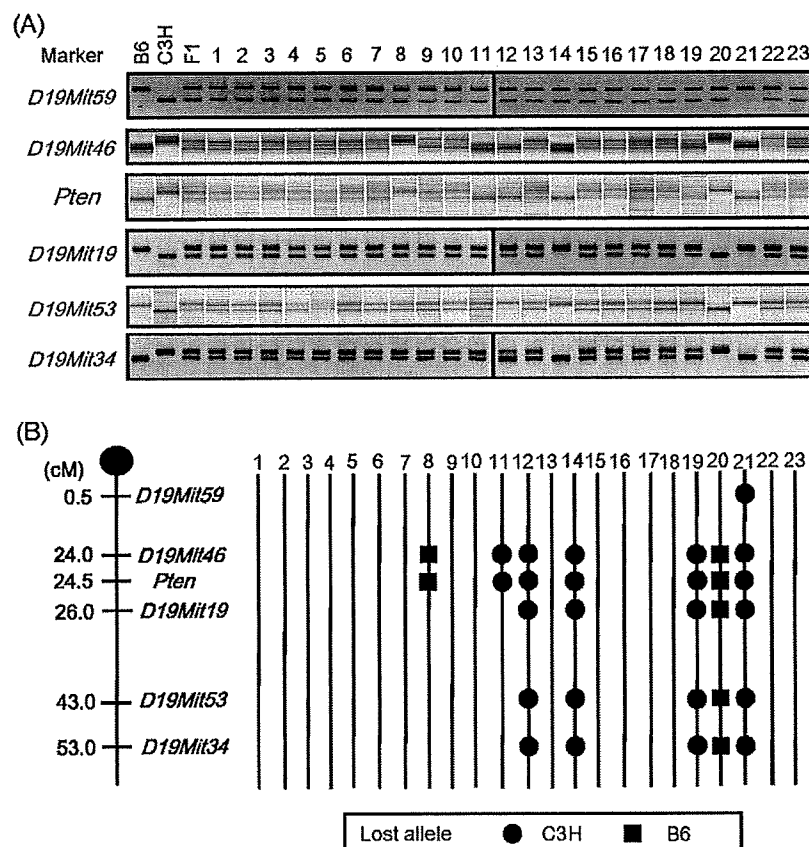 (A)
Marker B6 C3H F1 1 2 3 4 5 6 7 8 9 10 11 12 13 14 15 16 17 18 19 20 21 22 23
D19Mit59
D19Mit46
Pten
D19Mit19
D19Mit53
D19Mit34
(B)
(cM) 1 2 3 4 5 6 7 8 9 10 11 12 13 14 15 16 17 18 19 20 21 22 23
0.5 D19Mit59
24.0 D19Mit46
24.5 Pten
26.0 D19Mit19
43.0 D19Mit53
53.0 D19Mit34
Lost allele C3H B6